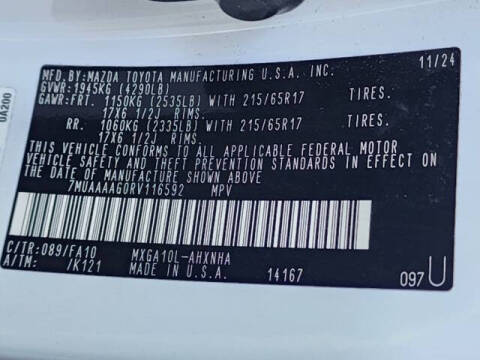 MFD.BY:MAZDA TOYOTA MANUFACTURING U.S.A. INC. 11/24
GVWR:1945KG (4290LB)
GAWR:FRT. 1150KG (2535LB) WITH 215/65R17 TIRES.
17X6 1/2J RIMS.
RR. 1060KG (2335LB) WITH 215/65R17 TIRES.
17X6 1/2J RIMS.
THIS VEHICLE CONFORMS TO ALL APPLICABLE FEDERAL MOTOR
VEHICLE SAFETY AND THEFT PREVENTION STANDARDS IN EFFECT ON
THE DATE OF MANUFACTURE SHOWN ABOVE.
7MUAAAAG0RV116592 MPV
C/TR:089/FA10 MXGA10L-AHXNHA
A/TM: /K121 MADE IN U.S.A. 14167 097U
0A200